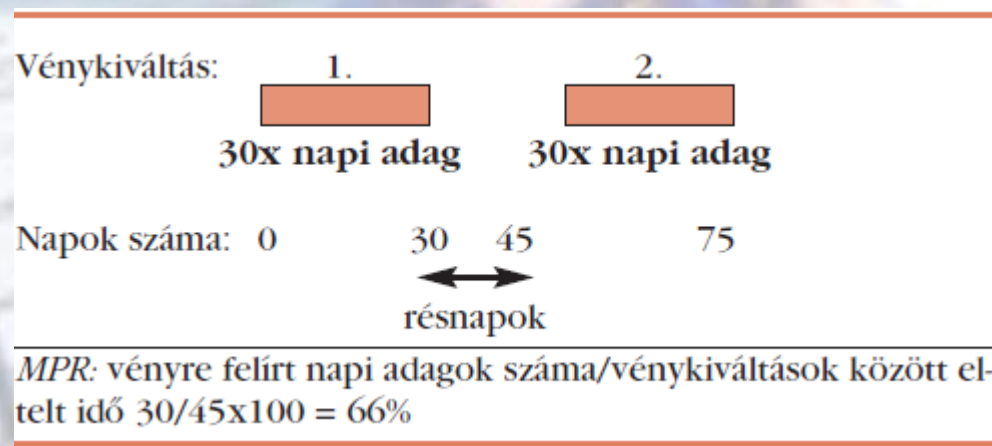 Vénykiváltás: 1. 2.
30x napi adag 30x napi adag
Napok száma: 0 30 45 75
résnapok
MPR: vényre felírt napi adagok száma/vénykiváltások között el-
telt idő 30/45x100 = 66%